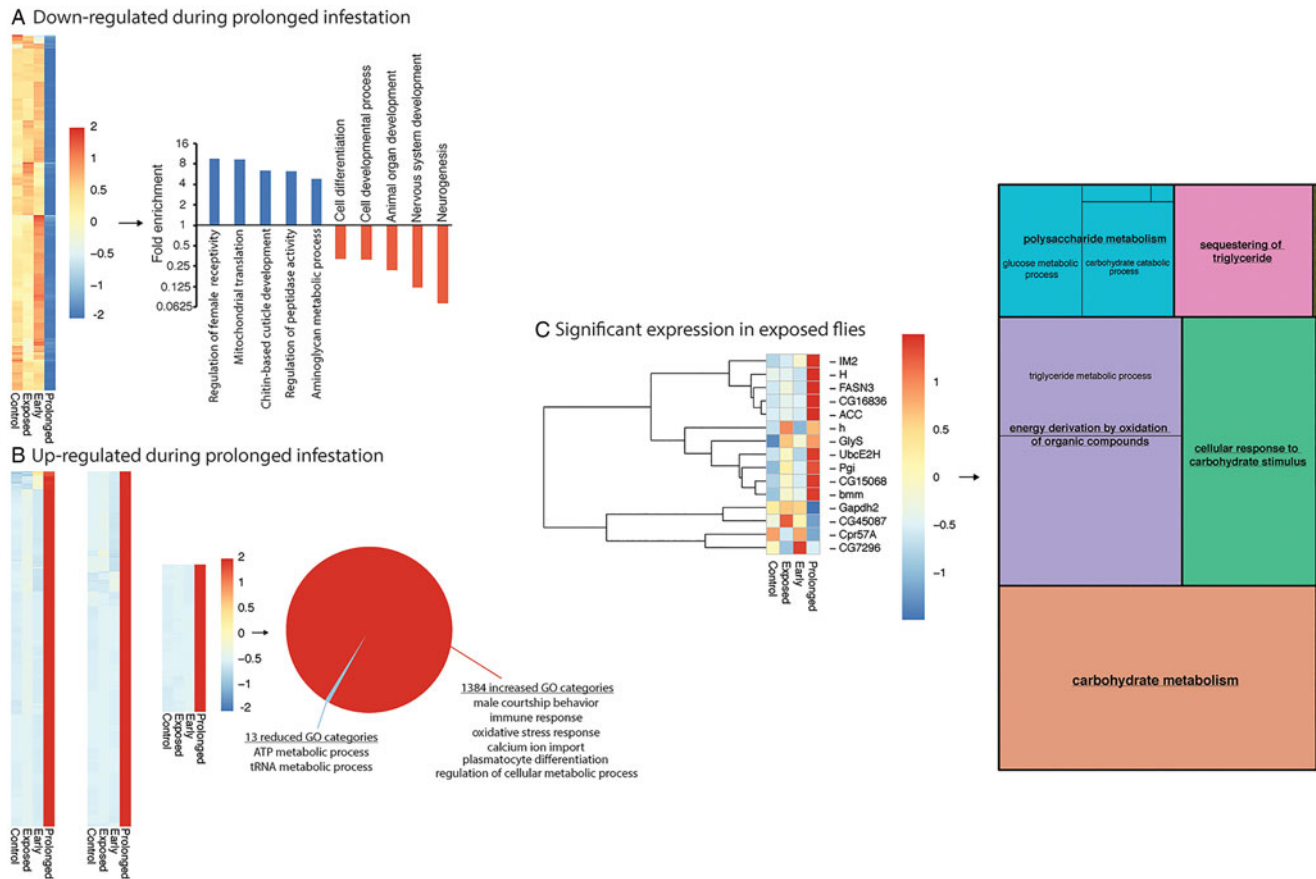 A Down-regulated during prolonged infestation
2
1
0.5
0
−0.5
−1
-2
Control
Exposed
Early
Prolonged
Fold enrichment
16
8
4
2
1
0.5
0.25
0.125
0.0625
Regulation of female receptivity
Mitochondrial translation
Chitin-based cuticle development
Regulation of peptidase activity
Aminoglycan metabolic process
Cell differentiation
Cell developmental process
Animal organ development
Nervous system development
Neurogenesis
B Up-regulated during prolonged infestation
Control
Exposed
Early
Prolonged
Control
Exposed
Early
Prolonged
Control
Exposed
Early
Prolonged
2
1
0.5
0
−0.5
−1
-2
13 reduced GO categories
ATP metabolic process
tRNA metabolic process
1384 increased GO categories
male courtship behavior
immune response
oxidative stress response
calcium ion import
plasmatocyte differentiation
regulation of cellular metabolic process
C Significant expression in exposed flies
IM2
H
FASN3
CG16836
ACC
h
GlyS
UbcE2H
Pgi
CG15068
bmm
Gapdh2
CG45087
Cpr57A
CG7296
Control
Exposed
Early
Prolonged
1
0.5
0
−0.5
−1
polysaccharide metabolism
glucose metabolic
process
carbohydrate catabolic
process
sequestering of
triglyceride
triglyceride metabolic process
energy derivation by oxidation
of organic compounds
cellular response to
carbohydrate stimulus
carbohydrate metabolism